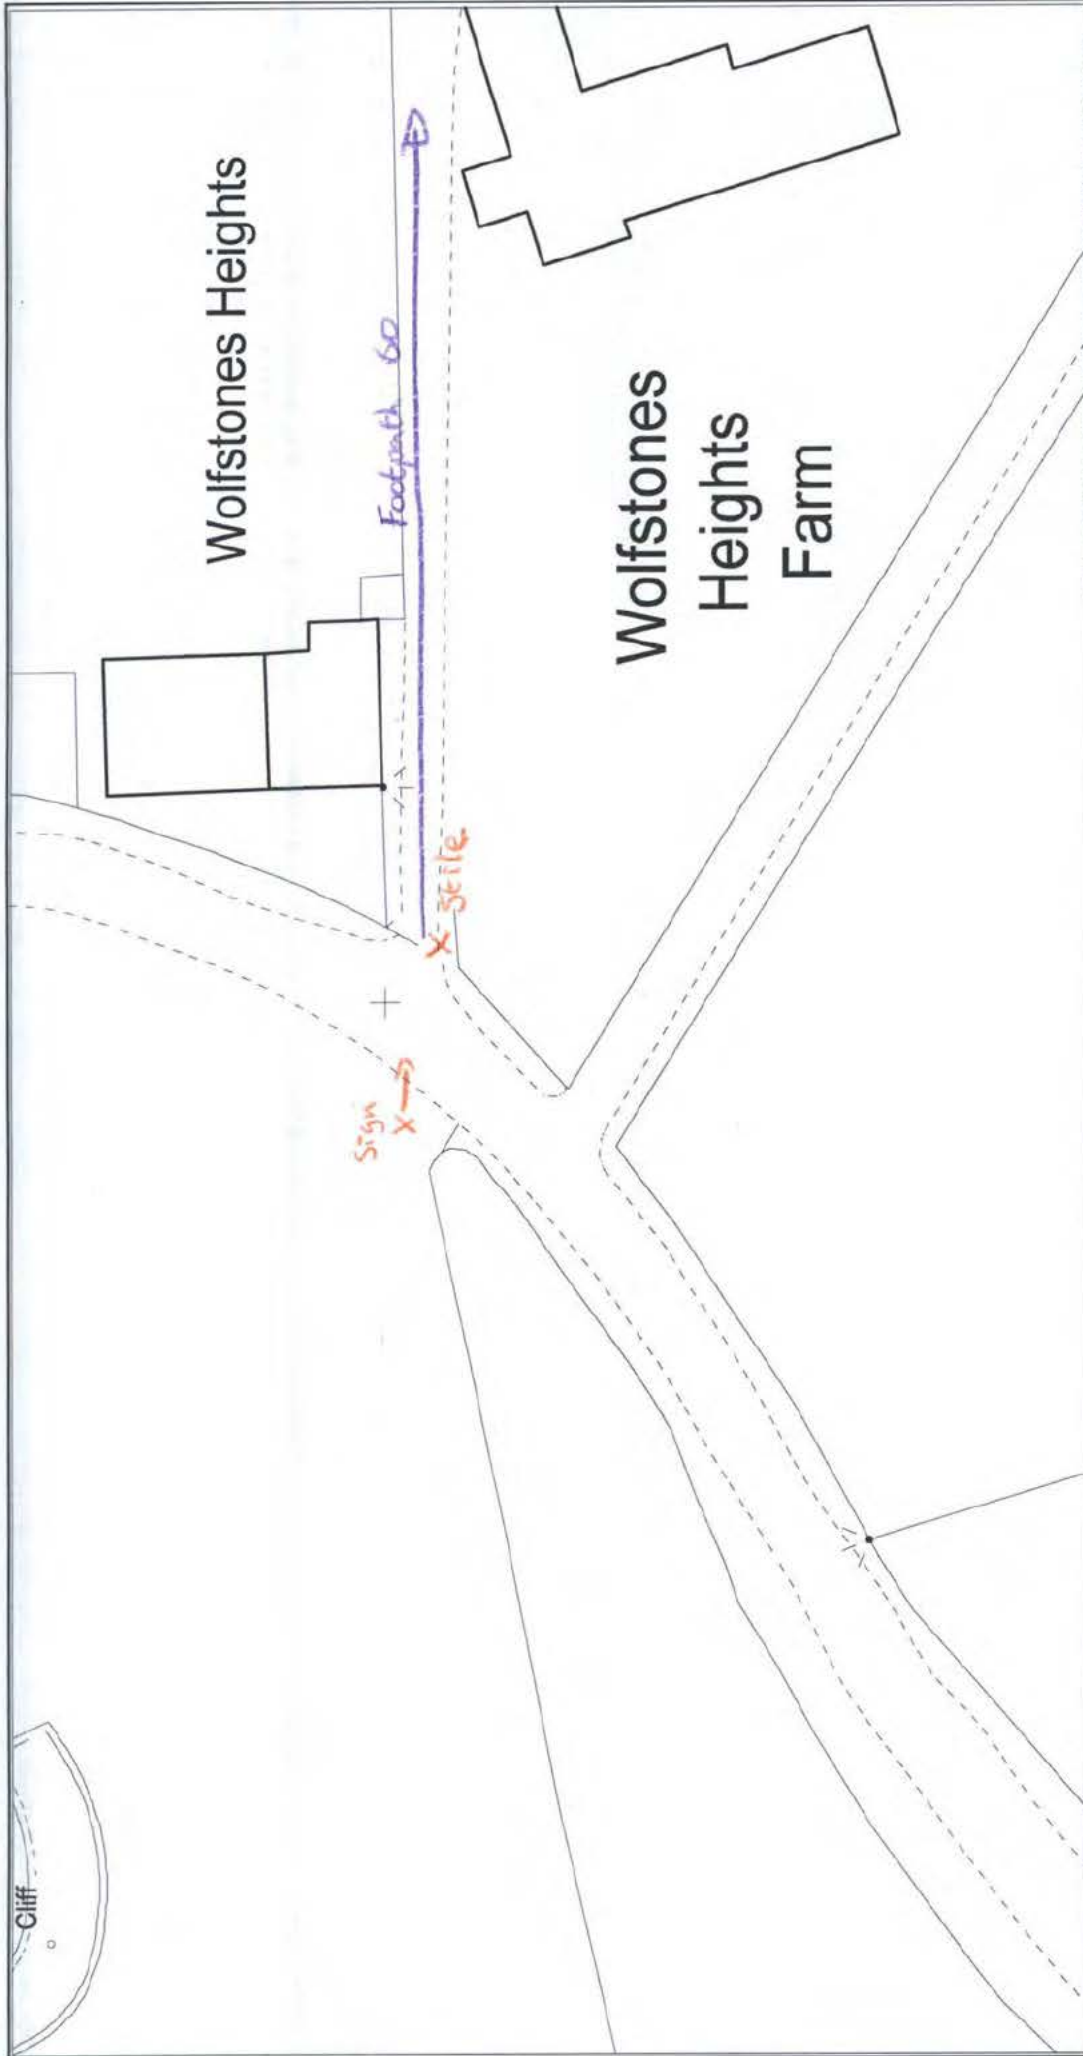 Cliff
Wolfstones Heights
Footpath 60
Sign
Stile
Wolfstones
Heights
Farm